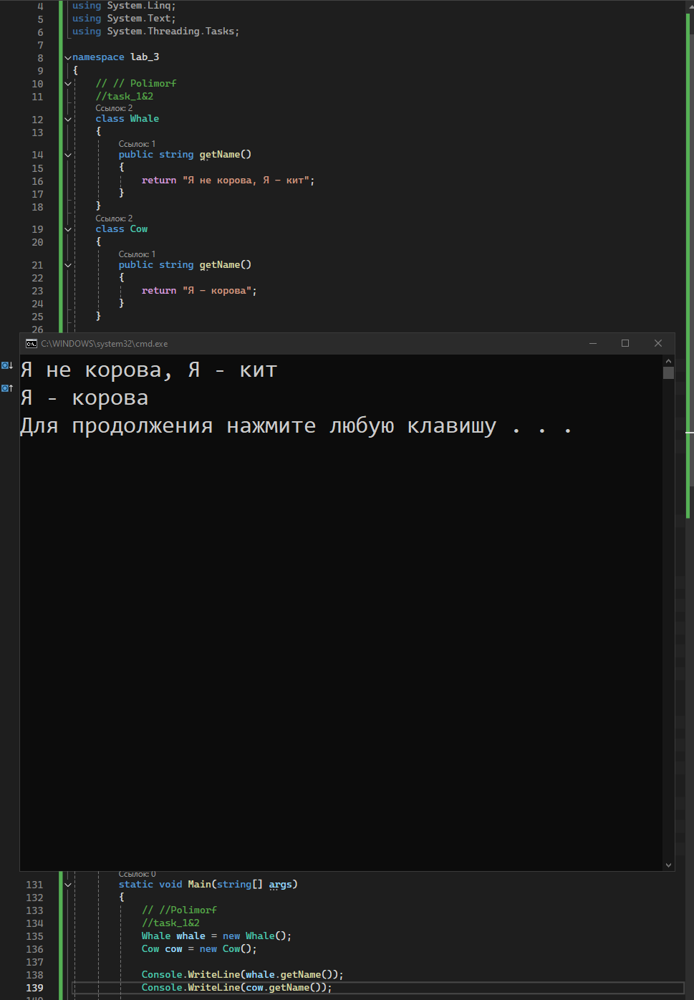 4 using System.Linq;
5 using System.Text;
6 using System.Threading.Tasks;
7
8 namespace lab_3
9 {
10 // // Polimorf
11 //task_1&2
Ссылок: 2
12 class Whale
13 {
Ссылок: 1
14 public string getName()
15 {
16 return "Я не корова, Я - кит";
17 }
18 }
Ссылок: 2
19 class Cow
20 {
Ссылок: 1
21 public string getName()
22 {
23 return "Я - корова";
24 }
25 }
26
C:\WINDOWS\system32\cmd.exe
Я не корова, Я - кит
Я - корова
Для продолжения нажмите любую клавишу . . .
Ссылок: 0
131 static void Main(string[] args)
132 {
133 // //Polimorf
134 //task_1&2
135 Whale whale = new Whale();
136 Cow cow = new Cow();
137
138 Console.WriteLine(whale.getName());
139 Console.WriteLine(cow.getName());
140